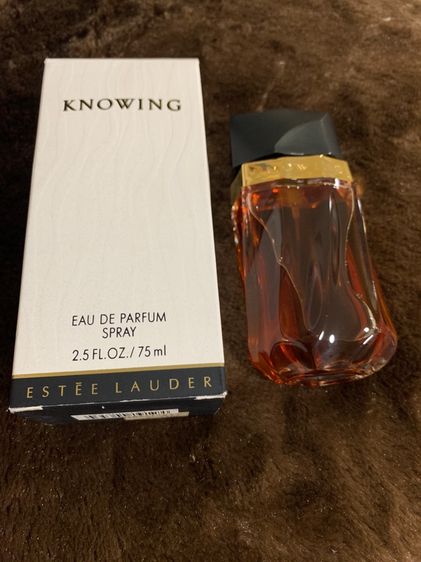 KNOWING
EAU DE PARFUM
SPRAY
2.5 FL.OZ./75 ml
ESTĒE LAUDER